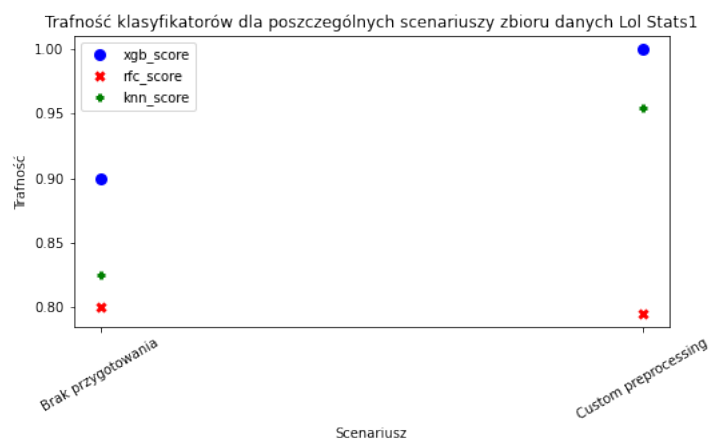 Trafność klasyfikatorów dla poszczególnych scenariuszy zbioru danych Lol Stats1
xgb_score
rfc_score
knn_score
1.00
0.95
0.90
0.85
0.80
Trafność
Brak przygotowania
Custom preprocessing
Scenariusz